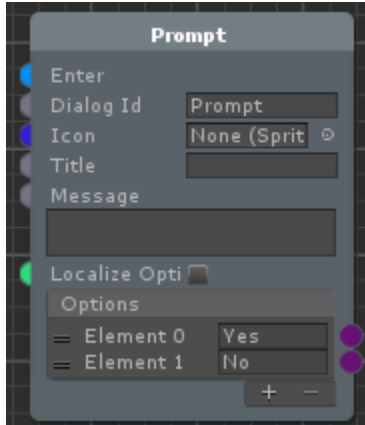 Prompt
Enter
Dialog Id Prompt
Icon None (Sprit
Title
Message
Localize Opti
Options
= Element 0 Yes
= Element 1 No
+ −